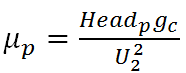 μ_p = Head_p g_c / U_2^2